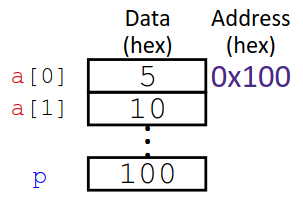 Data Address
(hex) (hex)
a[0] 5 0x100
a[1] 10
p 100